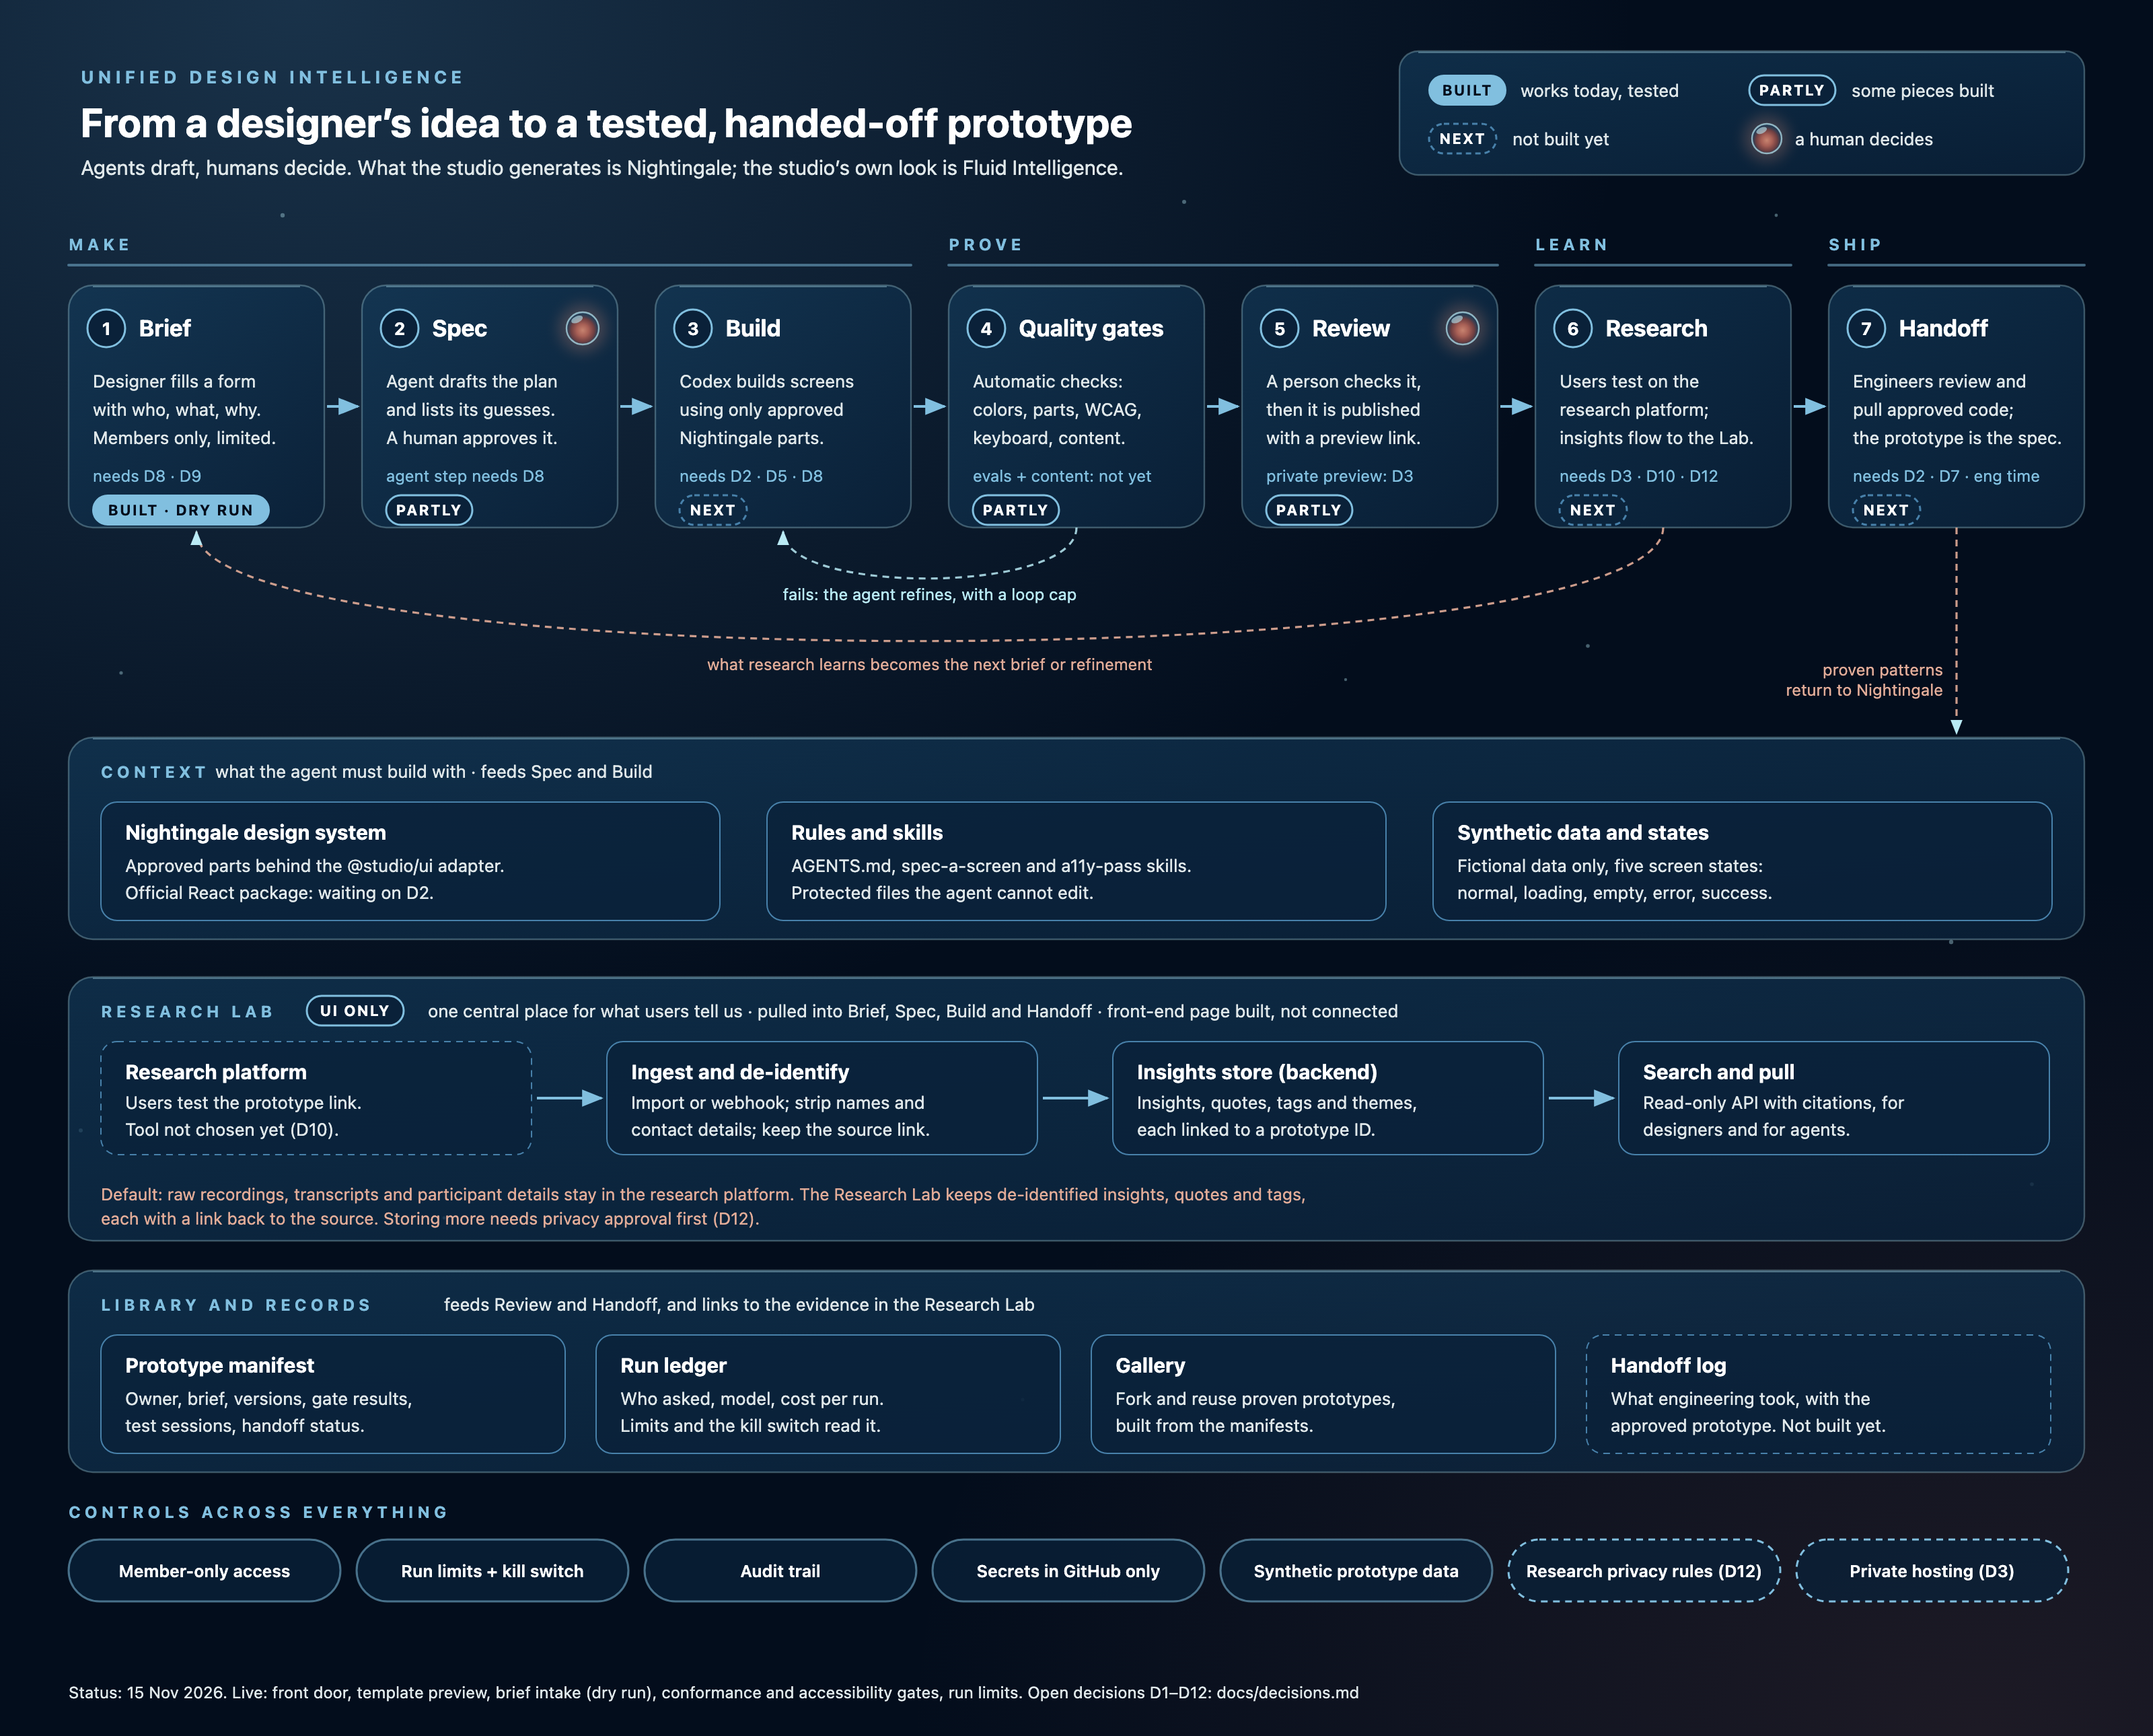 UNIFIED DESIGN INTELLIGENCE
From a designer’s idea to a tested, handed-off prototype
Agents draft, humans decide. What the studio generates is Nightingale; the studio’s own look is Fluid Intelligence.
BUILT works today, tested
PARTLY some pieces built
NEXT not built yet
a human decides
MAKE
PROVE
LEARN
SHIP
1 Brief
Designer fills a form
with who, what, why.
Members only, limited.
needs D8 · D9
BUILT · DRY RUN
2 Spec
Agent drafts the plan
and lists its guesses.
A human approves it.
agent step needs D8
PARTLY
3 Build
Codex builds screens
using only approved
Nightingale parts.
needs D2 · D5 · D8
NEXT
4 Quality gates
Automatic checks:
colors, parts, WCAG,
keyboard, content.
evals + content: not yet
PARTLY
5 Review
A person checks it,
then it is published
with a preview link.
private preview: D3
PARTLY
6 Research
Users test on the
research platform;
insights flow to the Lab.
needs D3 · D10 · D12
NEXT
7 Handoff
Engineers review and
pull approved code;
the prototype is the spec.
needs D2 · D7 · eng time
NEXT
fails: the agent refines, with a loop cap
what research learns becomes the next brief or refinement
proven patterns
return to Nightingale
CONTEXT what the agent must build with · feeds Spec and Build
Nightingale design system
Approved parts behind the @studio/ui adapter.
Official React package: waiting on D2.
Rules and skills
AGENTS.md, spec-a-screen and a11y-pass skills.
Protected files the agent cannot edit.
Synthetic data and states
Fictional data only, five screen states:
normal, loading, empty, error, success.
RESEARCH LAB UI ONLY one central place for what users tell us · pulled into Brief, Spec, Build and Handoff · front-end page built, not connected
Research platform
Users test the prototype link.
Tool not chosen yet (D10).
Ingest and de-identify
Import or webhook; strip names and
contact details; keep the source link.
Insights store (backend)
Insights, quotes, tags and themes,
each linked to a prototype ID.
Search and pull
Read-only API with citations, for
designers and for agents.
Default: raw recordings, transcripts and participant details stay in the research platform. The Research Lab keeps de-identified insights, quotes and tags,
each with a link back to the source. Storing more needs privacy approval first (D12).
LIBRARY AND RECORDS feeds Review and Handoff, and links to the evidence in the Research Lab
Prototype manifest
Owner, brief, versions, gate results,
test sessions, handoff status.
Run ledger
Who asked, model, cost per run.
Limits and the kill switch read it.
Gallery
Fork and reuse proven prototypes,
built from the manifests.
Handoff log
What engineering took, with the
approved prototype. Not built yet.
CONTROLS ACROSS EVERYTHING
Member-only access
Run limits + kill switch
Audit trail
Secrets in GitHub only
Synthetic prototype data
Research privacy rules (D12)
Private hosting (D3)
Status: 15 Nov 2026. Live: front door, template preview, brief intake (dry run), conformance and accessibility gates, run limits. Open decisions D1–D12: docs/decisions.md